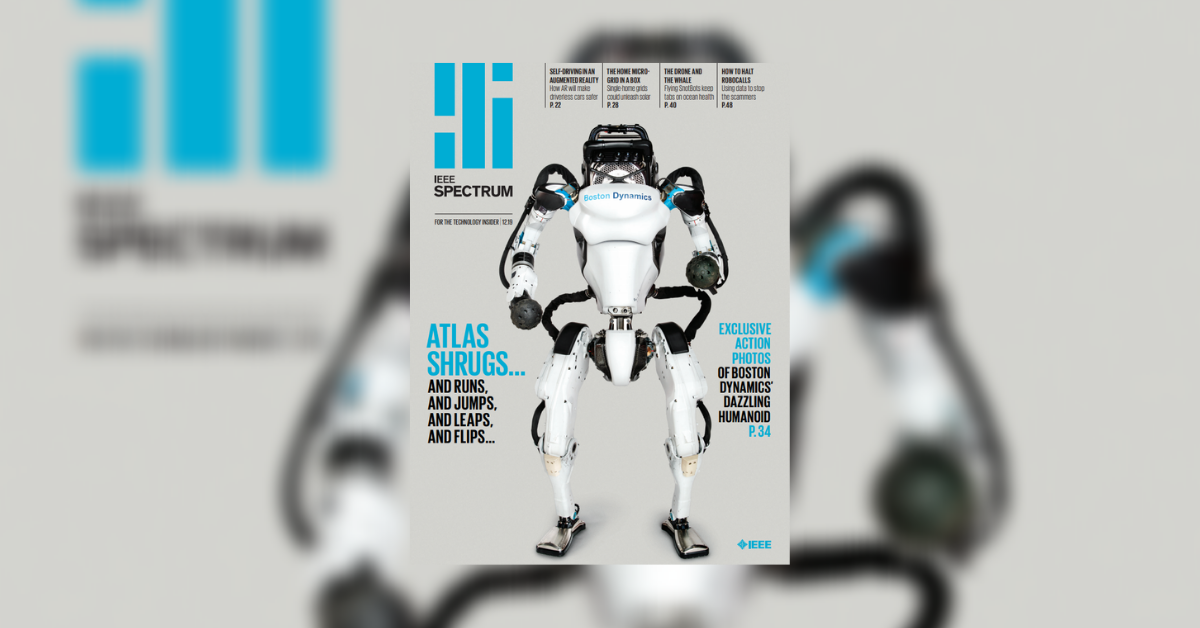 SELF-DRIVING IN AN
AUGMENTED REALITY
How AR will make
driverless cars safer
P. 22
THE HOME MICRO-
GRID IN A BOX
Single-home grids
could unleash solar
P. 28
THE DRONE AND
THE WHALE
Flying SnotBots keep
tabs on ocean health
P. 40
HOW TO HALT
ROBOCALLS
Using data to stop
the scammers
P. 48
IEEE
SPECTRUM
FOR THE TECHNOLOGY INSIDER | 12.19
Boston Dynamics
ATLAS
SHRUGS...
AND RUNS,
AND JUMPS,
AND LEAPS,
AND FLIPS...
EXCLUSIVE
ACTION
PHOTOS
OF BOSTON
DYNAMICS'
DAZZLING
HUMANOID
P. 34
IEEE